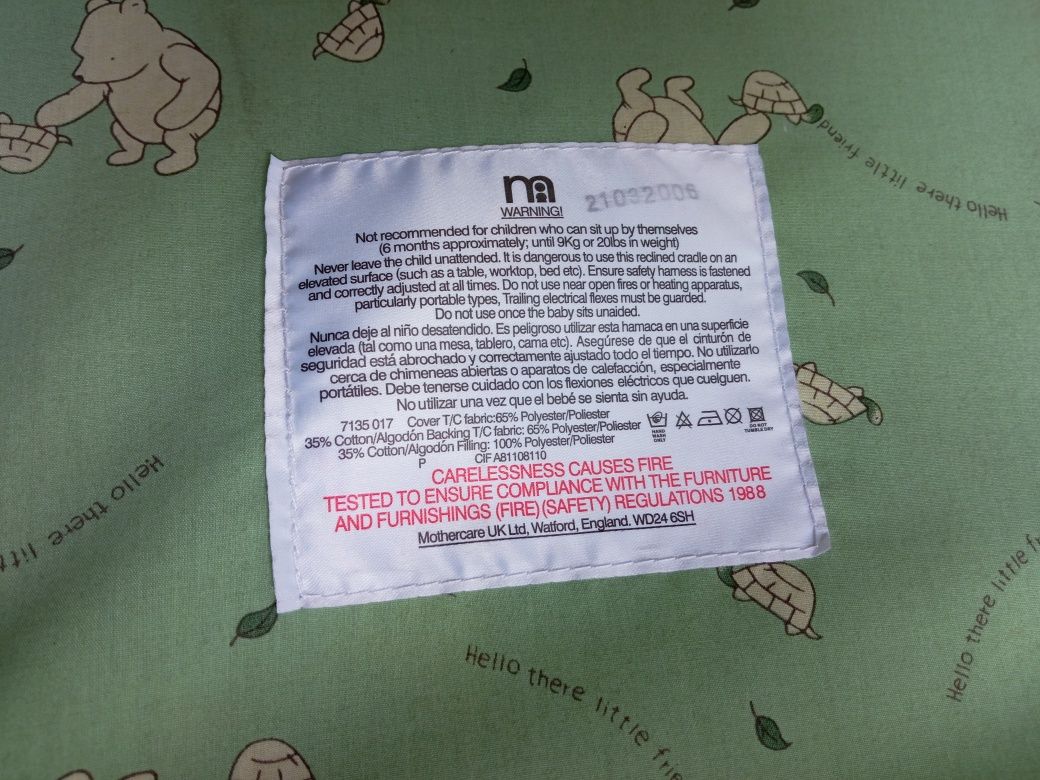 Hello there little friend
m
WARNING!
21032006
Not recommended for children who can sit up by themselves
(6 months approximately; until 9Kg or 20lbs in weight)
Never leave the child unattended. It is dangerous to use this reclined cradle on an
elevated surface (such as a table, worktop, bed etc). Ensure safety harness is fastened
and correctly adjusted at all times. Do not use near open fires or heating apparatus,
particularly portable types, Trailing electrical flexes must be guarded.
Do not use once the baby sits unaided.
Nunca deje al niño desatendido. Es peligroso utilizar esta hamaca en una superficie
elevada (tal como una mesa, tablero, cama etc). Asegúrese de que el cinturón de
seguridad está abrochado y correctamente ajustado todo el tiempo. No utilizarlo
cerca de chimeneas abiertas o aparatos de calefacción, especialmente
portátiles. Debe tenerse cuidado con los flexiones eléctricos que cuelguen.
No utilizar una vez que el bebé se sienta sin ayuda.
7135 017 Cover T/C fabric:65% Polyester/Poliester
35% Cotton/Algodón Backing T/C fabric: 65% Polyester/Poliester
35% Cotton/Algodón Filling: 100% Polyester/Poliester
P CIF A81108110
HAND WASH ONLY
DO NOT TUMBLE DRY
CARELESSNESS CAUSES FIRE
TESTED TO ENSURE COMPLIANCE WITH THE FURNITURE
AND FURNISHINGS (FIRE) (SAFETY) REGULATIONS 1988
Mothercare UK Ltd, Watford, England. WD24 6SH
Hello there litt
Hello there little frie
Hello there little f